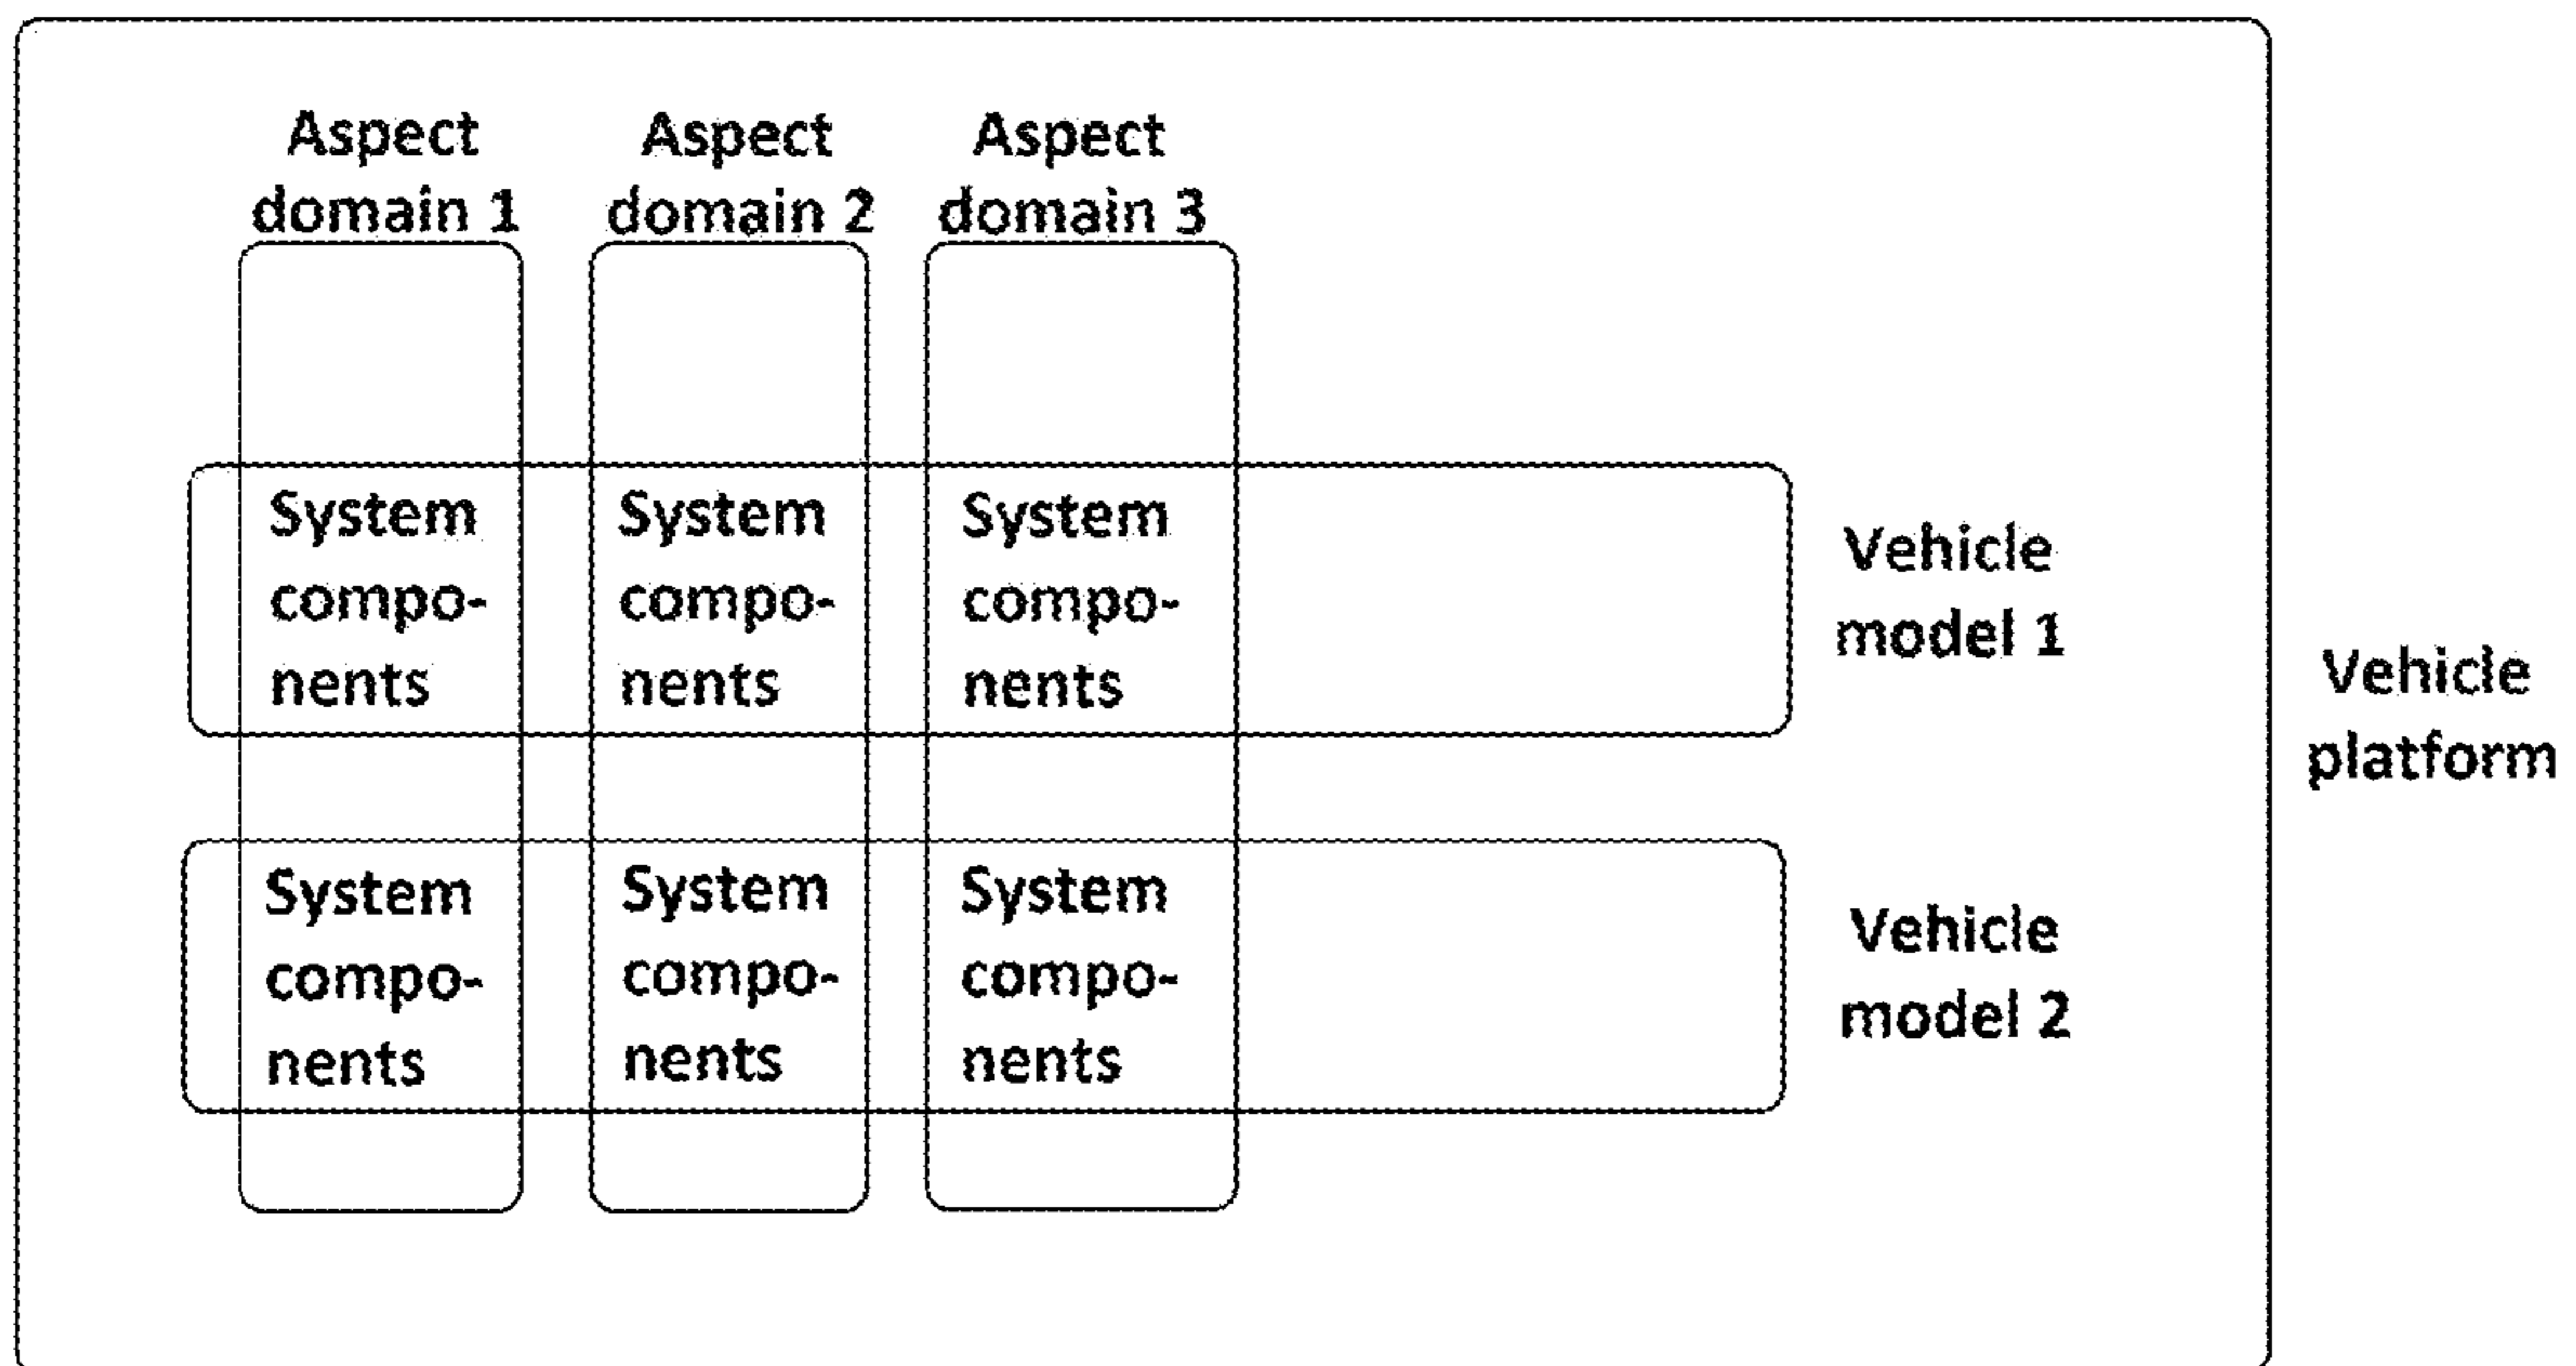 Aspect
domain 1
Aspect
domain 2
Aspect
domain 3
System
compo-
nents
System
compo-
nents
System
compo-
nents
Vehicle
model 1
Vehicle
platform
System
compo-
nents
System
compo-
nents
System
compo-
nents
Vehicle
model 2